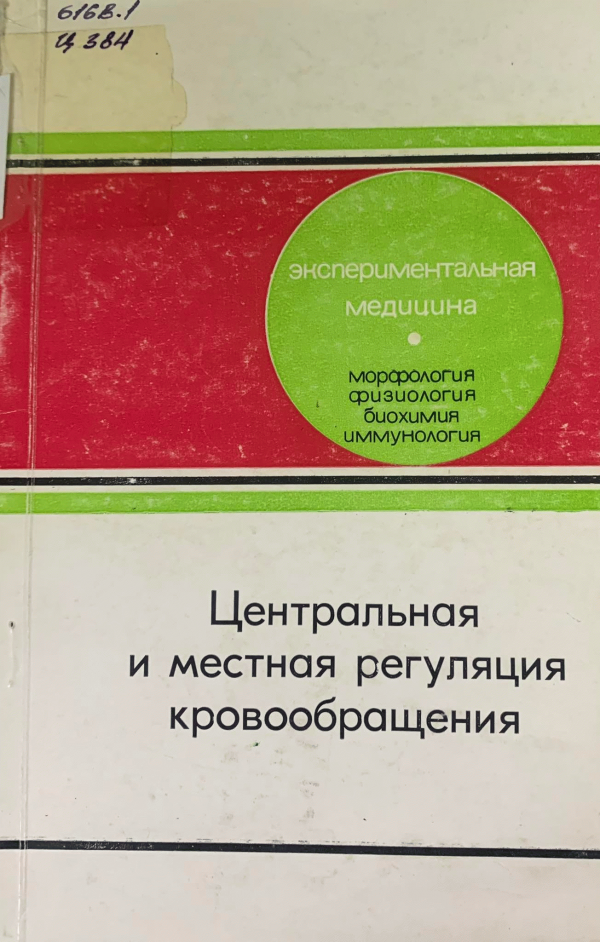 616В.1
Ц 384
экспериментальная
медицина
морфология
физиология
биохимия
иммунология
Центральная
и местная регуляция
кровообращения